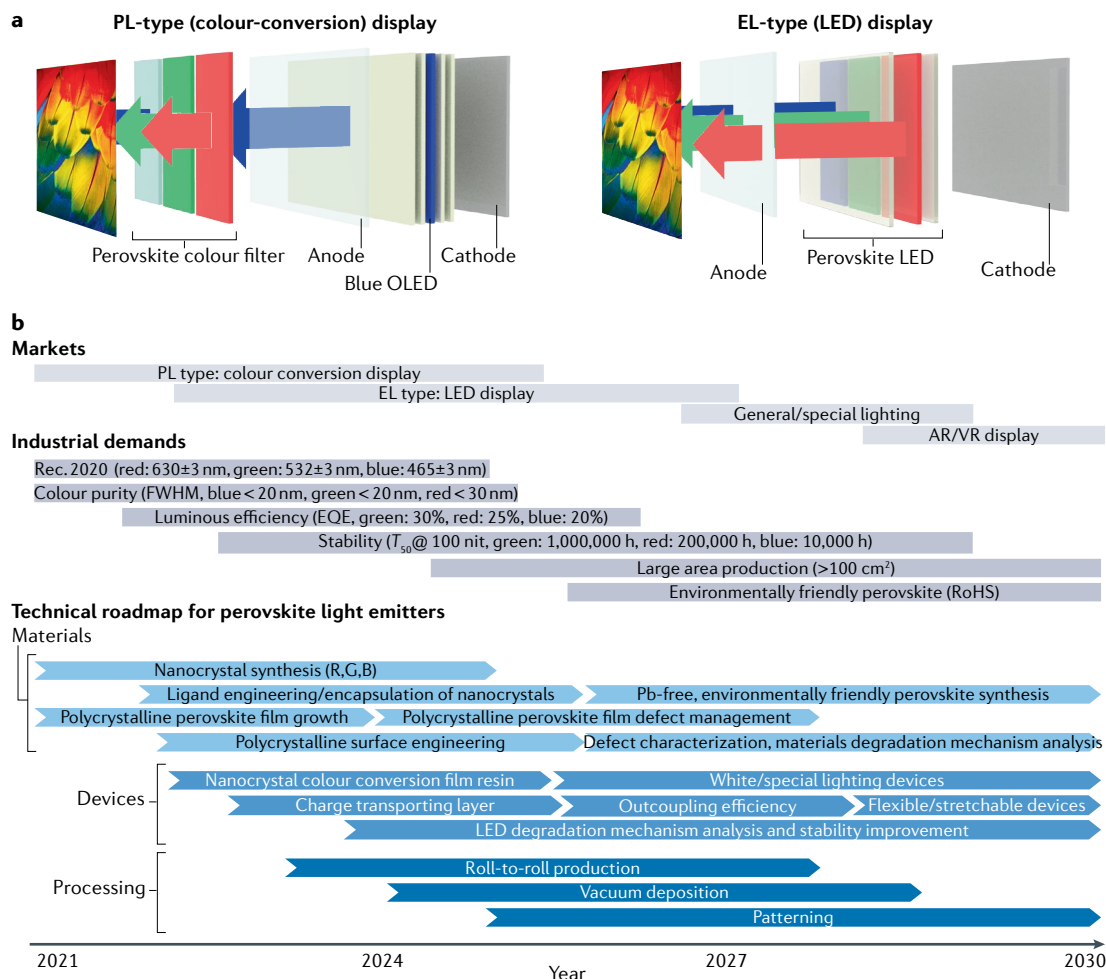 a
PL-type (colour-conversion) display
EL-type (LED) display
Perovskite colour filter
Anode
Blue OLED
Cathode
Anode
Perovskite LED
Cathode
b
Markets
PL type: colour conversion display
EL type: LED display
General/special lighting
AR/VR display
Industrial demands
Rec. 2020 (red: 630±3 nm, green: 532±3 nm, blue: 465±3 nm)
Colour purity (FWHM, blue < 20 nm, green < 20 nm, red < 30 nm)
Luminous efficiency (EQE, green: 30%, red: 25%, blue: 20%)
Stability (T50@ 100 nit, green: 1,000,000 h, red: 200,000 h, blue: 10,000 h)
Large area production (>100 cm²)
Environmentally friendly perovskite (RoHS)
Technical roadmap for perovskite light emitters
Materials
Nanocrystal synthesis (R,G,B)
Ligand engineering/encapsulation of nanocrystals
Pb-free, environmentally friendly perovskite synthesis
Polycrystalline perovskite film growth
Polycrystalline perovskite film defect management
Polycrystalline surface engineering
Defect characterization, materials degradation mechanism analysis
Devices
Nanocrystal colour conversion film resin
White/special lighting devices
Charge transporting layer
Outcoupling efficiency
Flexible/stretchable devices
LED degradation mechanism analysis and stability improvement
Processing
Roll-to-roll production
Vacuum deposition
Patterning
2021
2024
2027
2030
Year